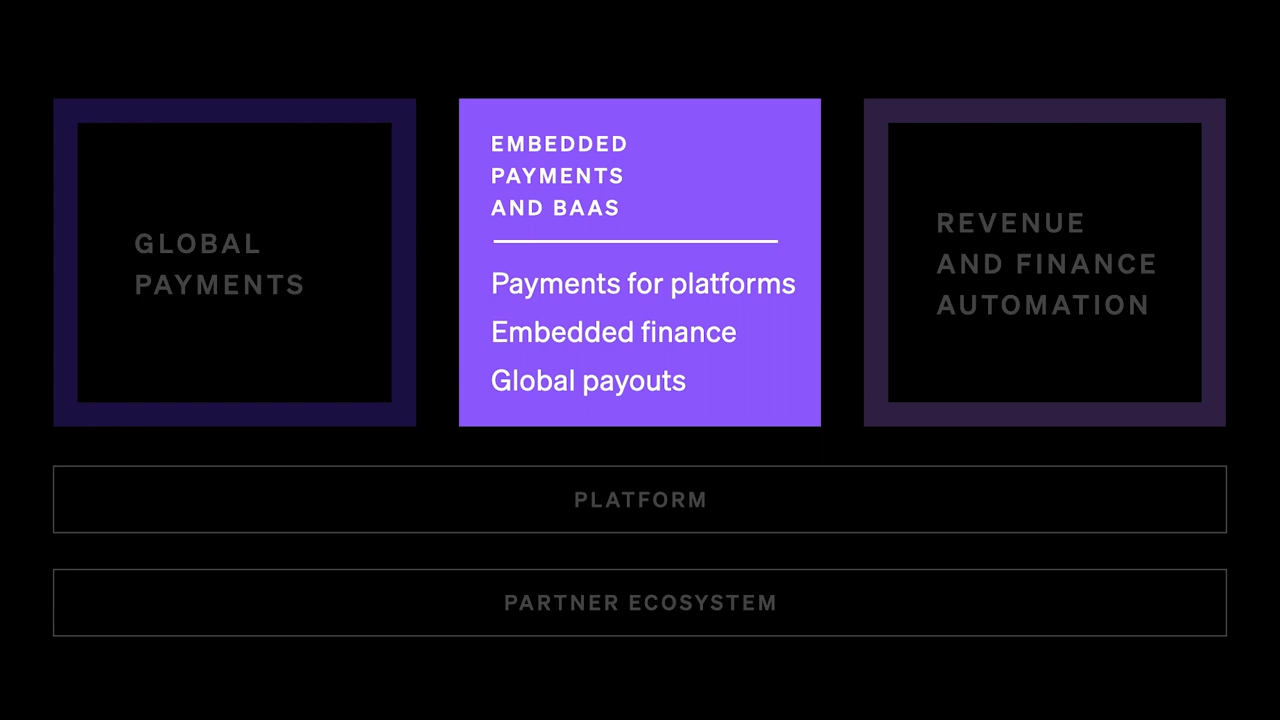 GLOBAL
PAYMENTS
EMBEDDED
PAYMENTS
AND BAAS
Payments for platforms
Embedded finance
Global payouts
REVENUE
AND FINANCE
AUTOMATION
PLATFORM
PARTNER ECOSYSTEM